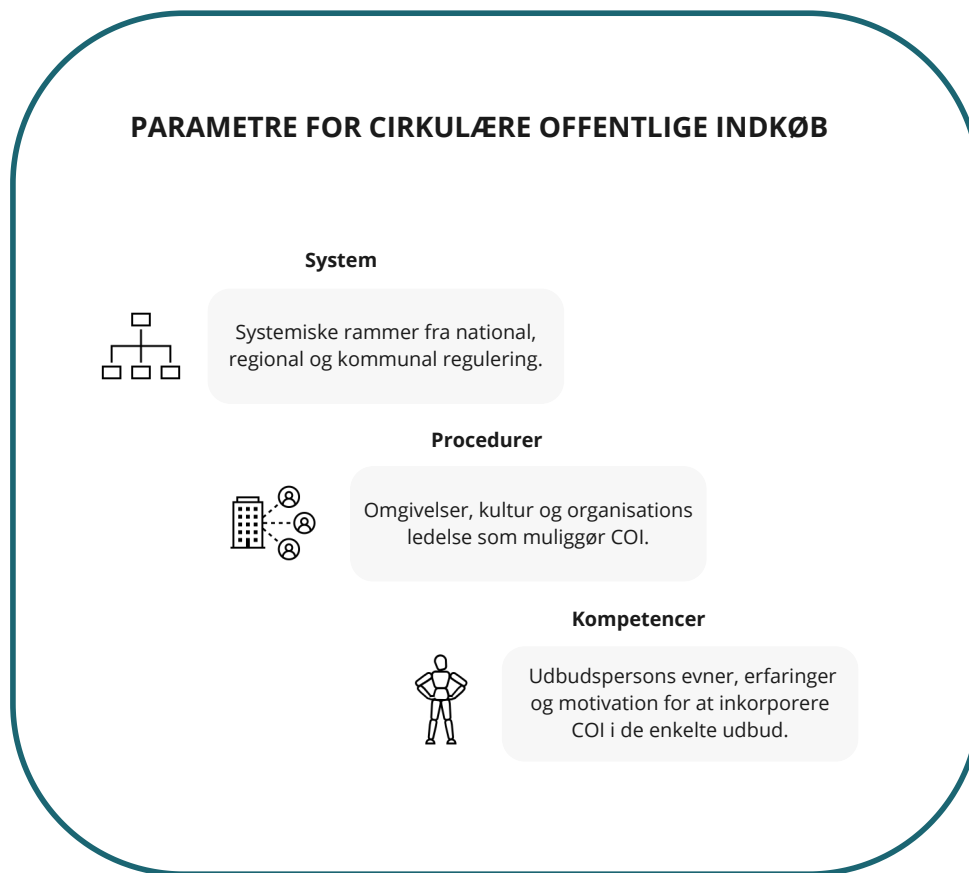 PARAMETRE FOR CIRKULÆRE OFFENTLIGE INDKØB
System
Systemiske rammer fra national,
regional og kommunal regulering.
Procedurer
Omgivelser, kultur og organisations
ledelse som muliggør COI.
Kompetencer
Udbudspersons evner, erfaringer
og motivation for at inkorporere
COI i de enkelte udbud.